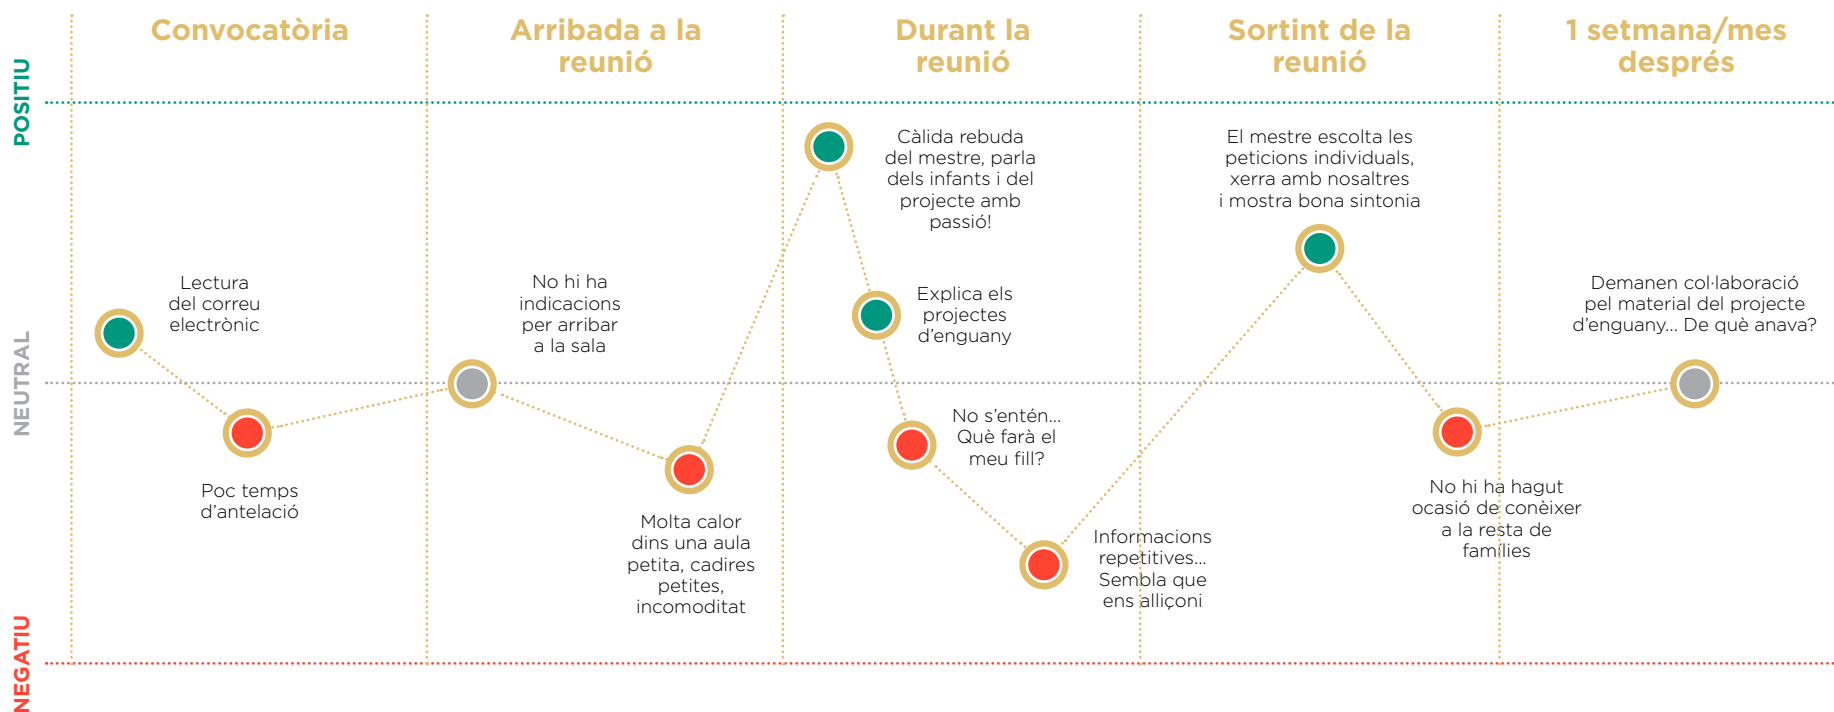 Convocatòria
Arribada a la
reunió
Durant la
reunió
Sortint de la
reunió
1 setmana/mes
després
POSITIU
NEUTRAL
NEGATIU
Lectura
del correu
electrònic
Poc temps
d'antelació
No hi ha
indicacions
per arribar
a la sala
Molta calor
dins una aula
petita, cadires
petites,
incomoditat
Càlida rebuda
del mestre, parla
dels infants i del
projecte amb
passió!
Explica els
projectes
d'enguany
No s'entén...
Què farà el
meu fill?
Informacions
repetitives...
Sembla que
ens alliçoni
El mestre escolta les
peticions individuals,
xerra amb nosaltres
i mostra bona sintonia
No hi ha hagut
ocasió de conèixer
a la resta de
famílies
Demanen col·laboració
pel material del projecte
d'enguany... De què anava?